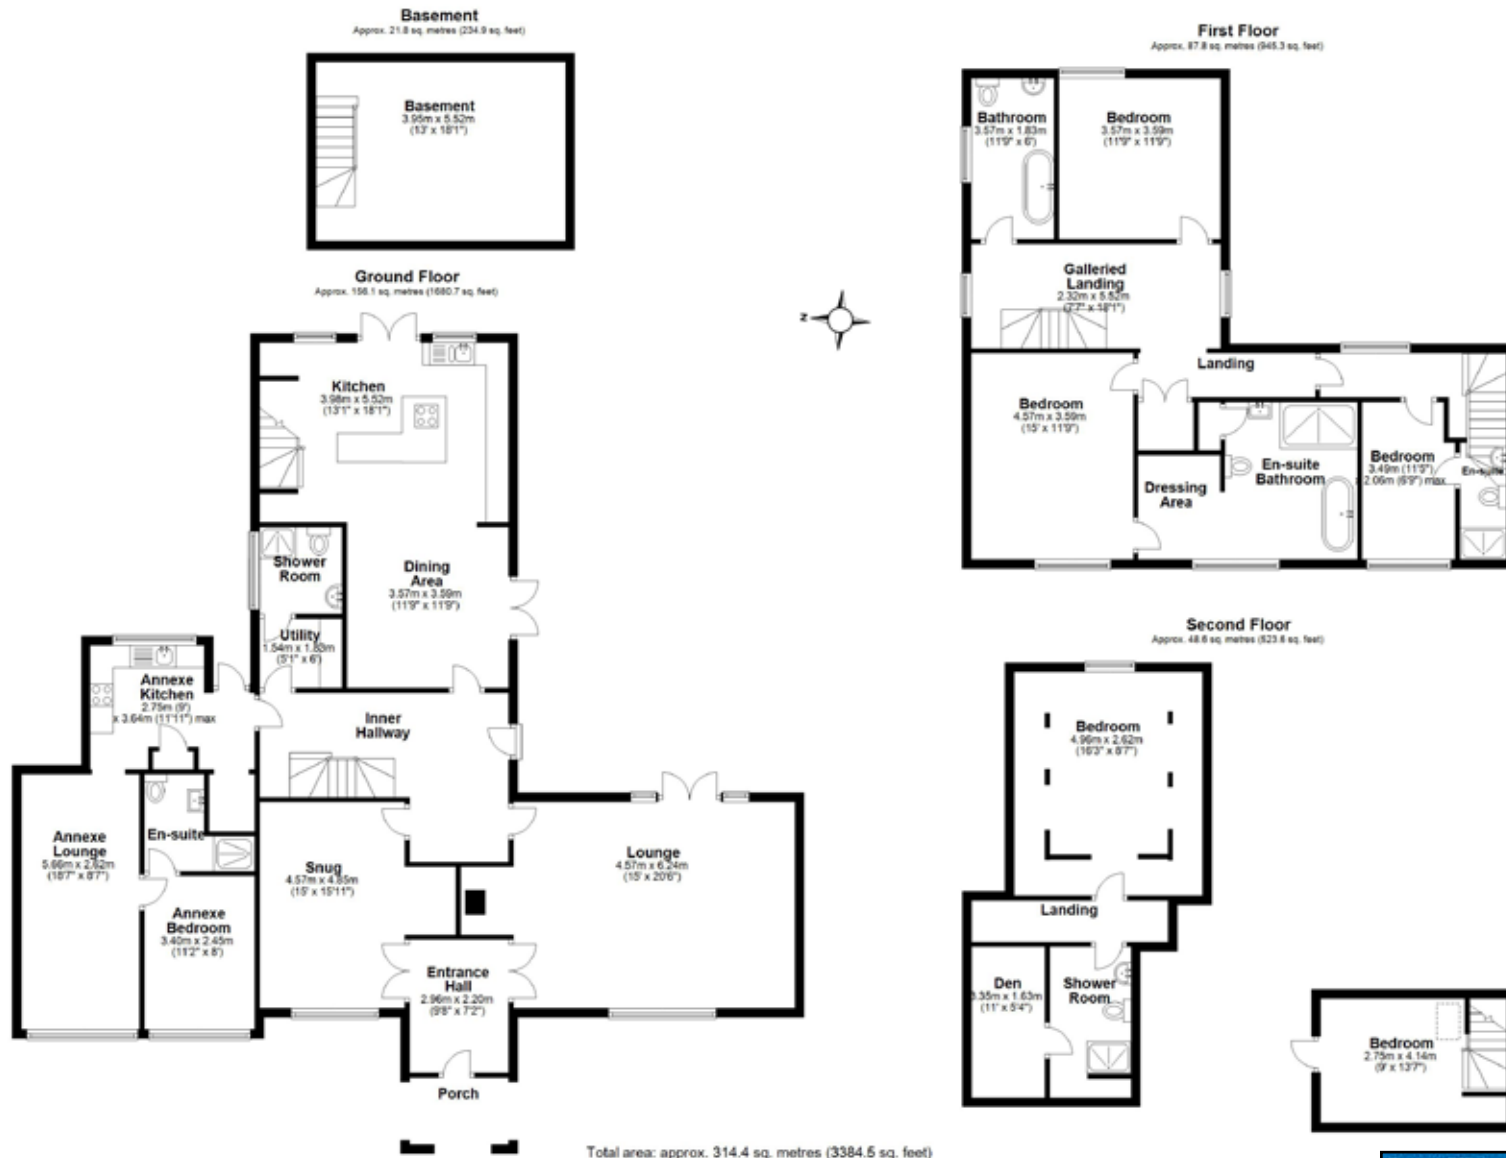 Basement
Approx. 21.8 sq. metres (234.9 sq. feet)
Basement
3.95m x 5.52m
(13' x 18'1")
Ground Floor
Approx. 156.1 sq. metres (1680.7 sq. feet)
Kitchen
3.98m x 5.52m
(13'1" x 18'1")
Shower
Room
Dining
Area
3.57m x 3.59m
(11'9" x 11'9")
Utility
1.54m x 1.83m
(5'1" x 6')
Annexe
Kitchen
2.75m (9')
x 3.64m (11'11") max
Inner
Hallway
Annexe
Lounge
5.66m x 2.62m
(18'7" x 8'7")
En-suite
Annexe
Bedroom
3.40m x 2.45m
(11'2" x 8')
Snug
4.57m x 4.85m
(15' x 15'11")
Lounge
4.57m x 6.24m
(15' x 20'6")
Entrance
Hall
2.96m x 2.20m
(9'8" x 7'2")
Porch
z
First Floor
Approx. 87.8 sq. metres (945.3 sq. feet)
Bathroom
3.57m x 1.83m
(11'9" x 6')
Bedroom
3.57m x 3.59m
(11'9" x 11'9")
Galleried
Landing
2.32m x 5.52m
(7'7" x 18'1")
Landing
Bedroom
4.57m x 3.59m
(15' x 11'9")
Dressing
Area
En-suite
Bathroom
Bedroom
3.49m (11'5")
x 2.06m (6'9") max
En-suite
Second Floor
Approx. 48.6 sq. metres (523.6 sq. feet)
Bedroom
4.96m x 2.62m
(16'3" x 8'7")
Landing
Den
3.35m x 1.63m
(11' x 5'4")
Shower
Room
Bedroom
2.75m x 4.14m
(9' x 13'7")
Total area: approx. 314.4 sq. metres (3384.5 sq. feet)